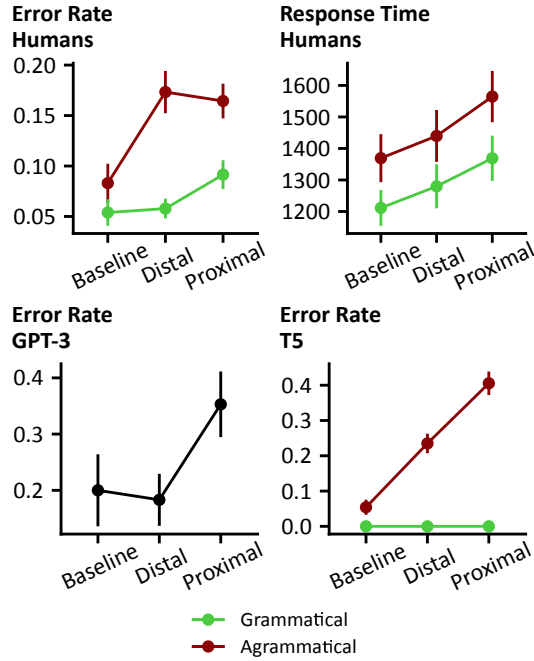 Error Rate
Humans
0.20
0.15
0.10
0.05
Baseline
Distal
Proximal
Response Time
Humans
1600
1500
1400
1300
1200
Baseline
Distal
Proximal
Error Rate
GPT-3
0.4
0.3
0.2
Baseline
Distal
Proximal
Error Rate
T5
0.4
0.3
0.2
0.1
0.0
Baseline
Distal
Proximal
Grammatical
Agrammatical